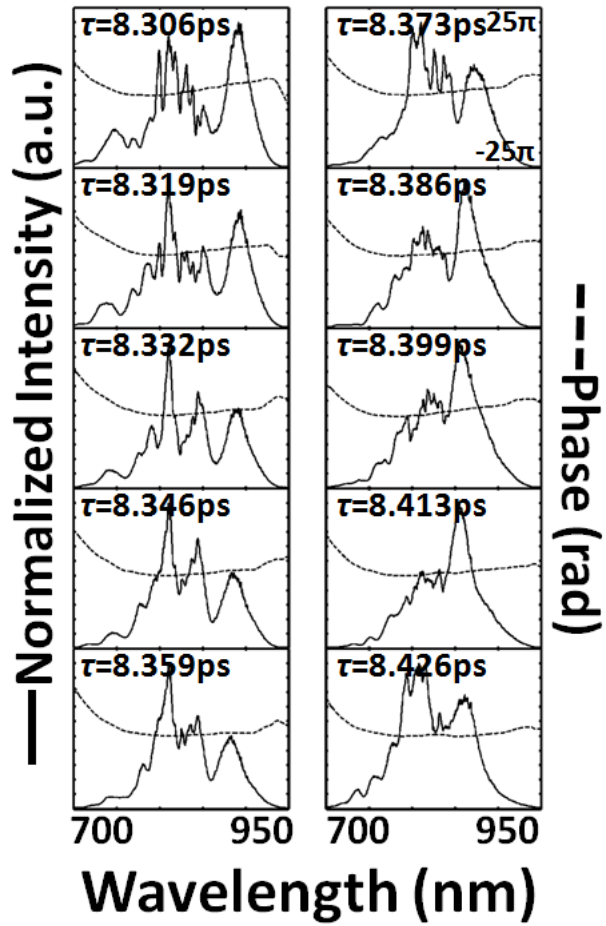 Normalized Intensity (a.u.)
τ=8.306ps
τ=8.319ps
τ=8.332ps
τ=8.346ps
τ=8.359ps
700 950
τ=8.373ps 25π
-25π
τ=8.386ps
τ=8.399ps
τ=8.413ps
τ=8.426ps
700 950
Phase (rad)
Wavelength (nm)